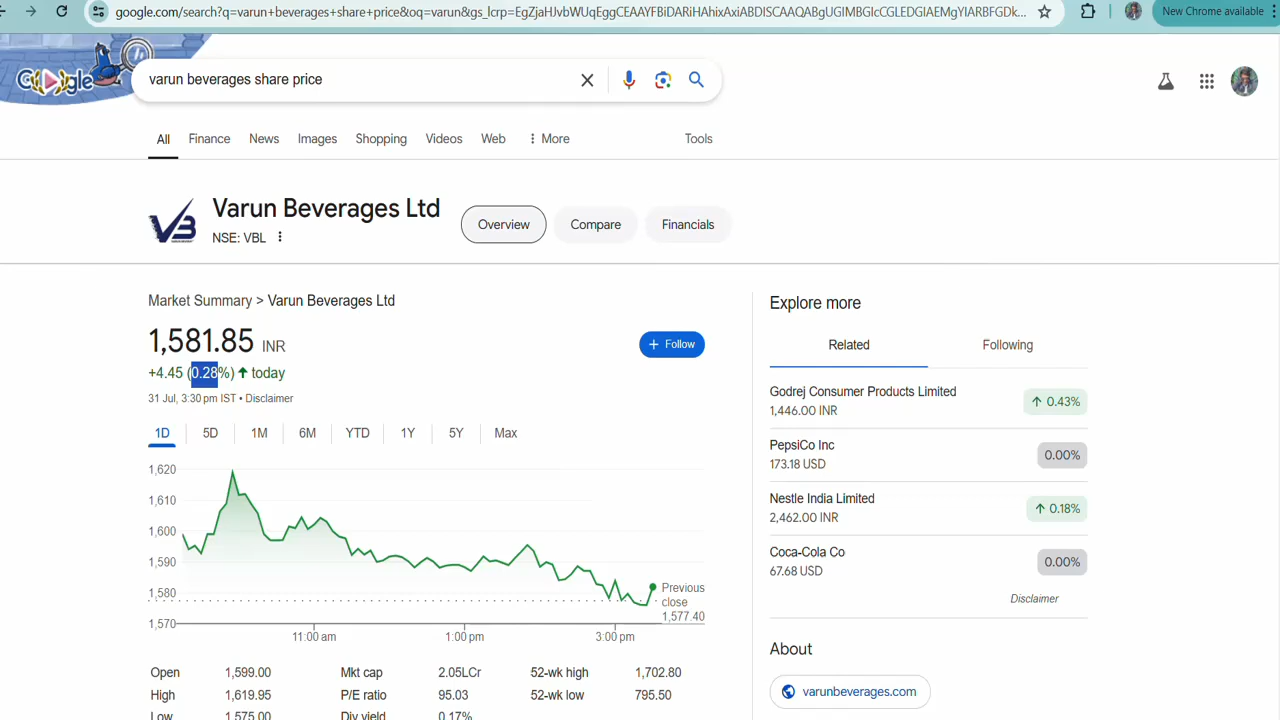 google.com/search?q=varun+beverages+share+price&oq=varun&gs_lcrp=EgZjaHJvbWUqEggCEAAYFBiDARiHAhixAxiABDISCAAQABgUGIMBGIcCGLEDGIAEMgYIARBFGDk...
New Chrome available
Google
varun beverages share price
All Finance News Images Shopping Videos Web More Tools
Varun Beverages Ltd
NSE: VBL
Overview Compare Financials
Market Summary > Varun Beverages Ltd
1,581.85 INR
+ Follow
+4.45 (0.28%) ↑ today
31 Jul, 3:30 pm IST • Disclaimer
1D 5D 1M 6M YTD 1Y 5Y Max
1,620
1,610
1,600
1,590
1,580
1,570
Previous
close
1,577.40
11:00 am 1:00 pm 3:00 pm
Open 1,599.00 Mkt cap 2.05LCr 52-wk high 1,702.80
High 1,619.95 P/E ratio 95.03 52-wk low 795.50
Low 1,575.00 Div yield 0.17%
Explore more
Related Following
Godrej Consumer Products Limited
1,446.00 INR
↑ 0.43%
PepsiCo Inc
173.18 USD
0.00%
Nestle India Limited
2,462.00 INR
↑ 0.18%
Coca-Cola Co
67.68 USD
0.00%
Disclaimer
About
varunbeverages.com